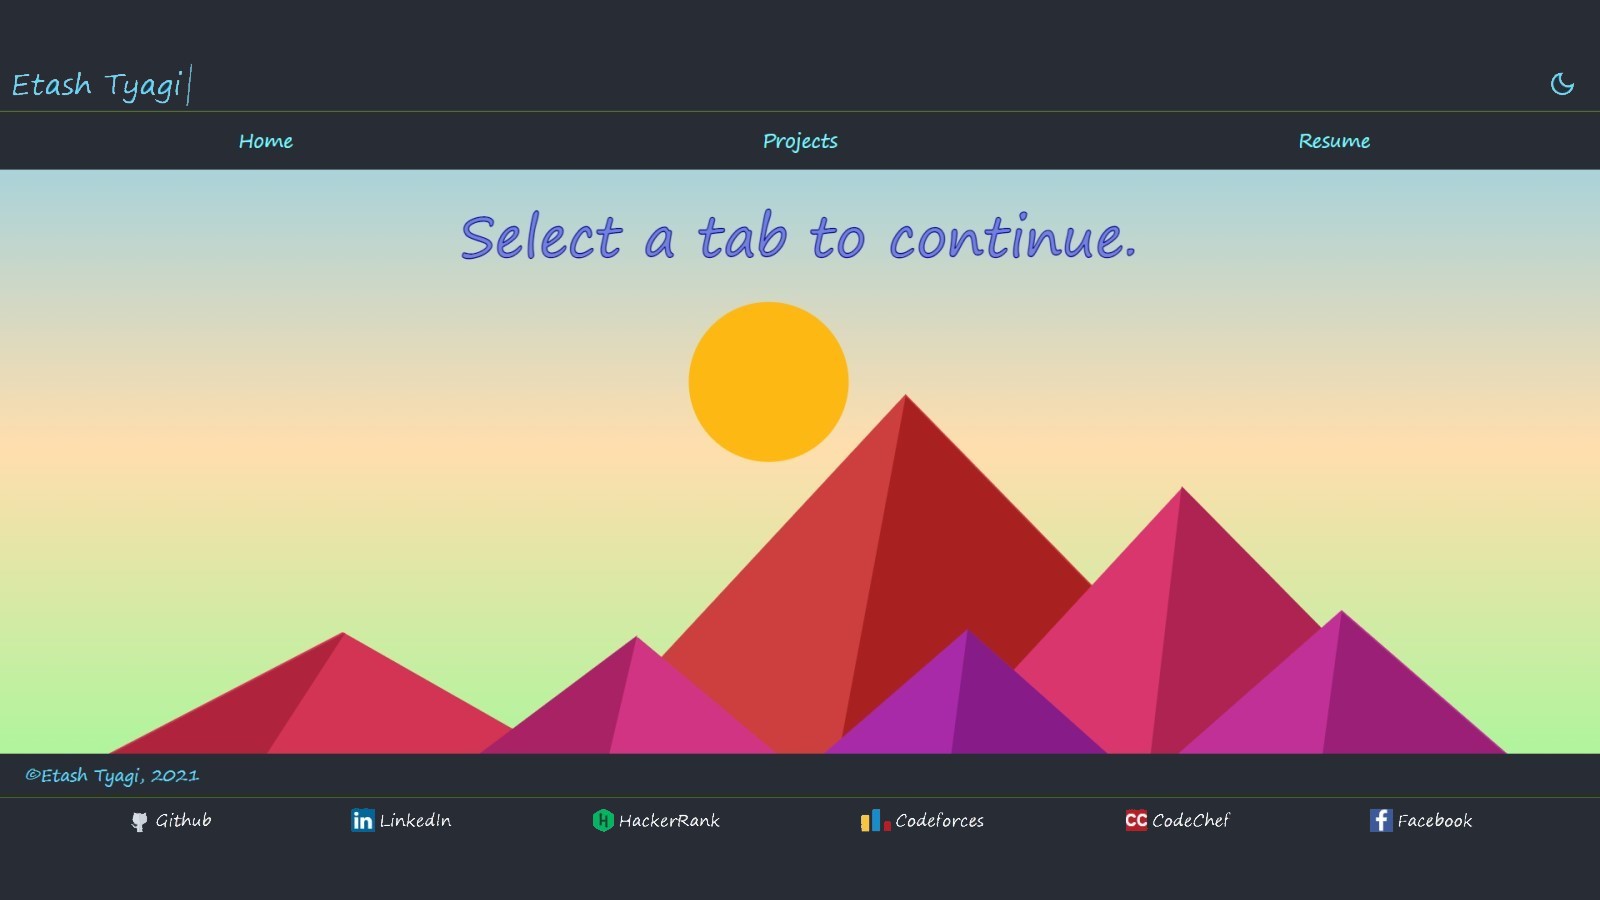 Etash Tyagi
Home Projects Resume
Select a tab to continue.
©Etash Tyagi, 2021
Github LinkedIn HackerRank Codeforces CodeChef Facebook